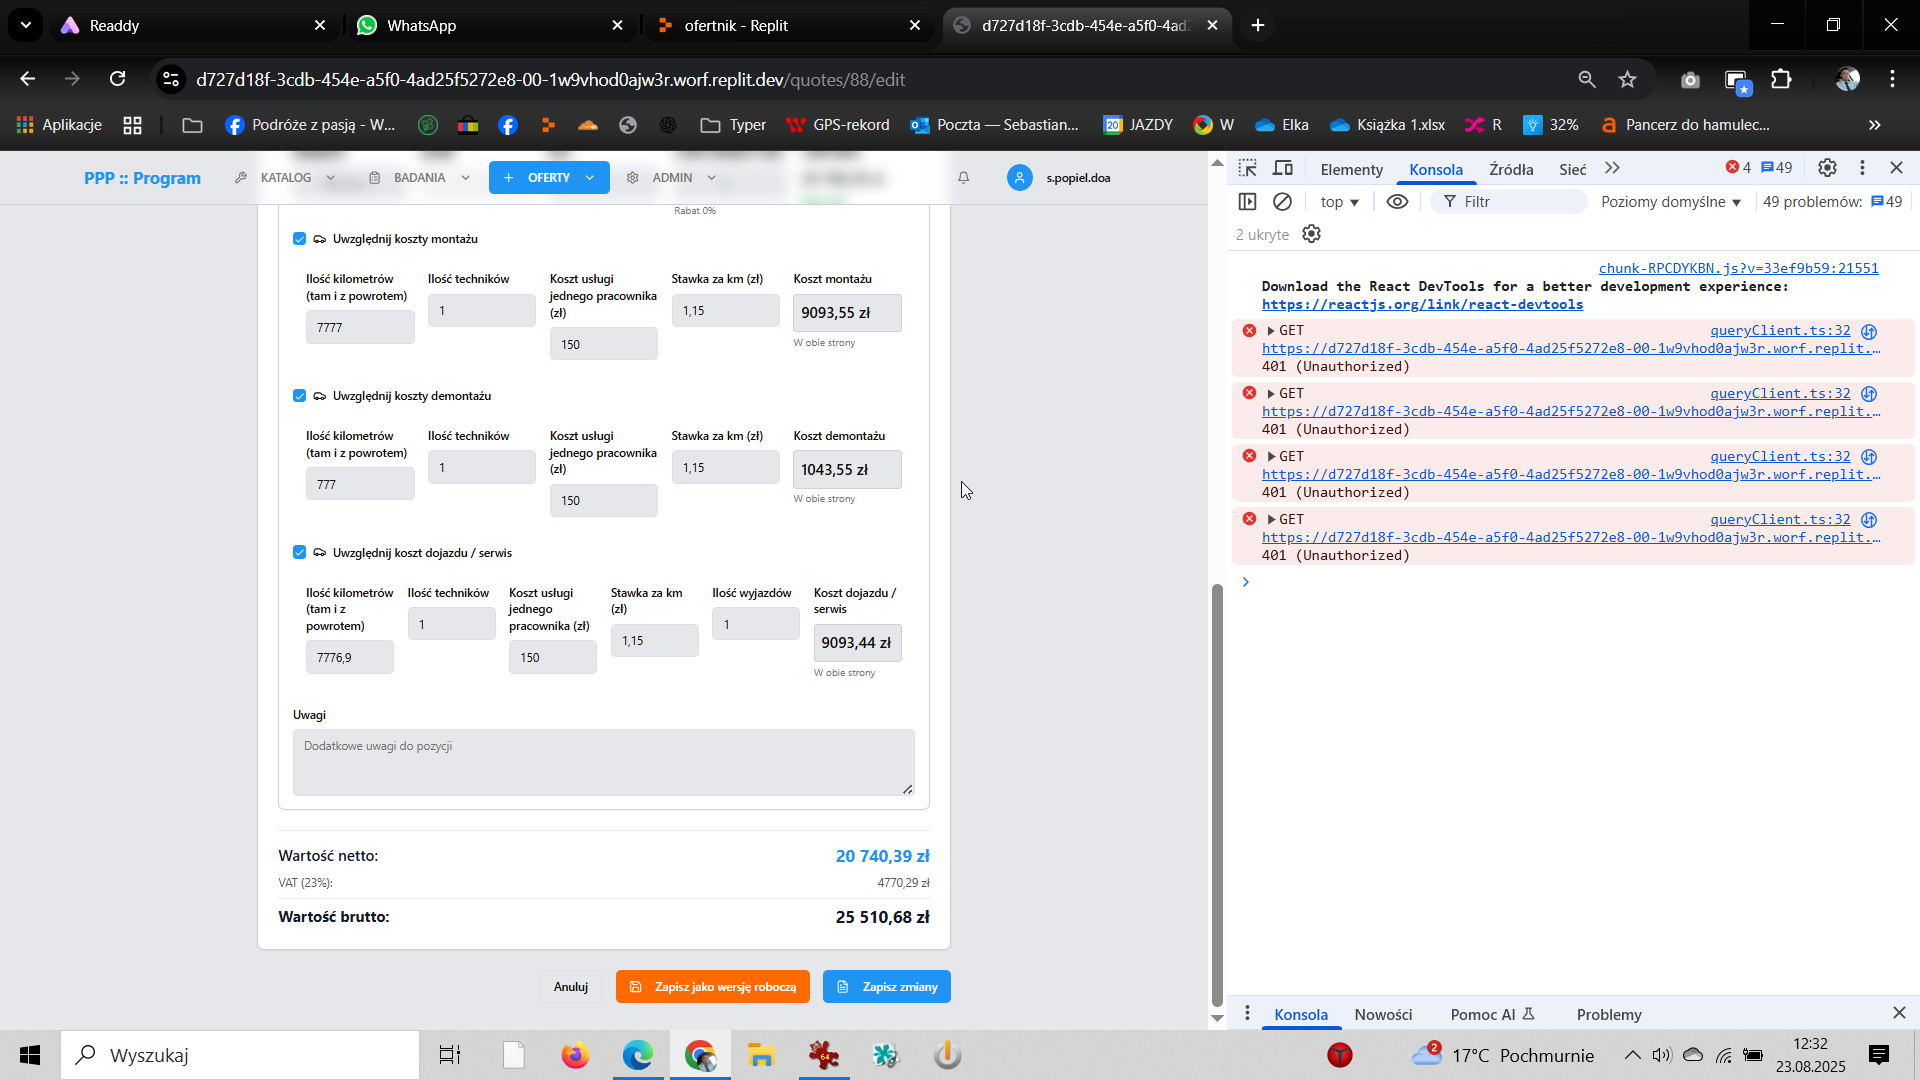 Readdy
WhatsApp
ofertnik - Replit
d727d18f-3cdb-454e-a5f0-4ad2
d727d18f-3cdb-454e-a5f0-4ad25f5272e8-00-1w9vhod0ajw3r.worf.replit.dev/quotes/88/edit
Aplikacje
Podróże z pasją - W...
Typer
GPS-rekord
Poczta — Sebastian...
20 JAZDY
W
Elka
Książka 1.xlsx
R
32%
Pancerz do hamulec...
PPP :: Program
KATALOG
BADANIA
OFERTY
ADMIN
s.popiel.doa
Rabat 0%
Uwzględnij koszty montażu
Ilość kilometrów (tam i z powrotem)
7777
Ilość techników
1
Koszt usługi jednego pracownika (zł)
150
Stawka za km (zł)
1,15
Koszt montażu
9093,55 zł
W obie strony
Uwzględnij koszty demontażu
Ilość kilometrów (tam i z powrotem)
777
Ilość techników
1
Koszt usługi jednego pracownika (zł)
150
Stawka za km (zł)
1,15
Koszt demontażu
1043,55 zł
W obie strony
Uwzględnij koszt dojazdu / serwis
Ilość kilometrów (tam i z powrotem)
7776,9
Ilość techników
1
Koszt usługi jednego pracownika (zł)
150
Stawka za km (zł)
1,15
Ilość wyjazdów
1
Koszt dojazdu / serwis
9093,44 zł
W obie strony
Uwagi
Dodatkowe uwagi do pozycji
Wartość netto:
20 740,39 zł
VAT (23%):
4770,29 zł
Wartość brutto:
25 510,68 zł
Anuluj
Zapisz jako wersję roboczą
Zapisz zmiany
Elementy
Konsola
Źródła
Sieć
4
49
top
Filtr
Poziomy domyślne
49 problemów:
49
2 ukryte
chunk-RPCDYKBN.js?v=33ef9b59:21551
Download the React DevTools for a better development experience:
https://reactjs.org/link/react-devtools
GET queryClient.ts:32
https://d727d18f-3cdb-454e-a5f0-4ad25f5272e8-00-1w9vhod0ajw3r.worf.replit.…
401 (Unauthorized)
GET queryClient.ts:32
https://d727d18f-3cdb-454e-a5f0-4ad25f5272e8-00-1w9vhod0ajw3r.worf.replit.…
401 (Unauthorized)
GET queryClient.ts:32
https://d727d18f-3cdb-454e-a5f0-4ad25f5272e8-00-1w9vhod0ajw3r.worf.replit.…
401 (Unauthorized)
GET queryClient.ts:32
https://d727d18f-3cdb-454e-a5f0-4ad25f5272e8-00-1w9vhod0ajw3r.worf.replit.…
401 (Unauthorized)
Konsola
Nowości
Pomoc AI
Problemy
Wyszukaj
64
2
17°C Pochmurnie
12:32
23.08.2025